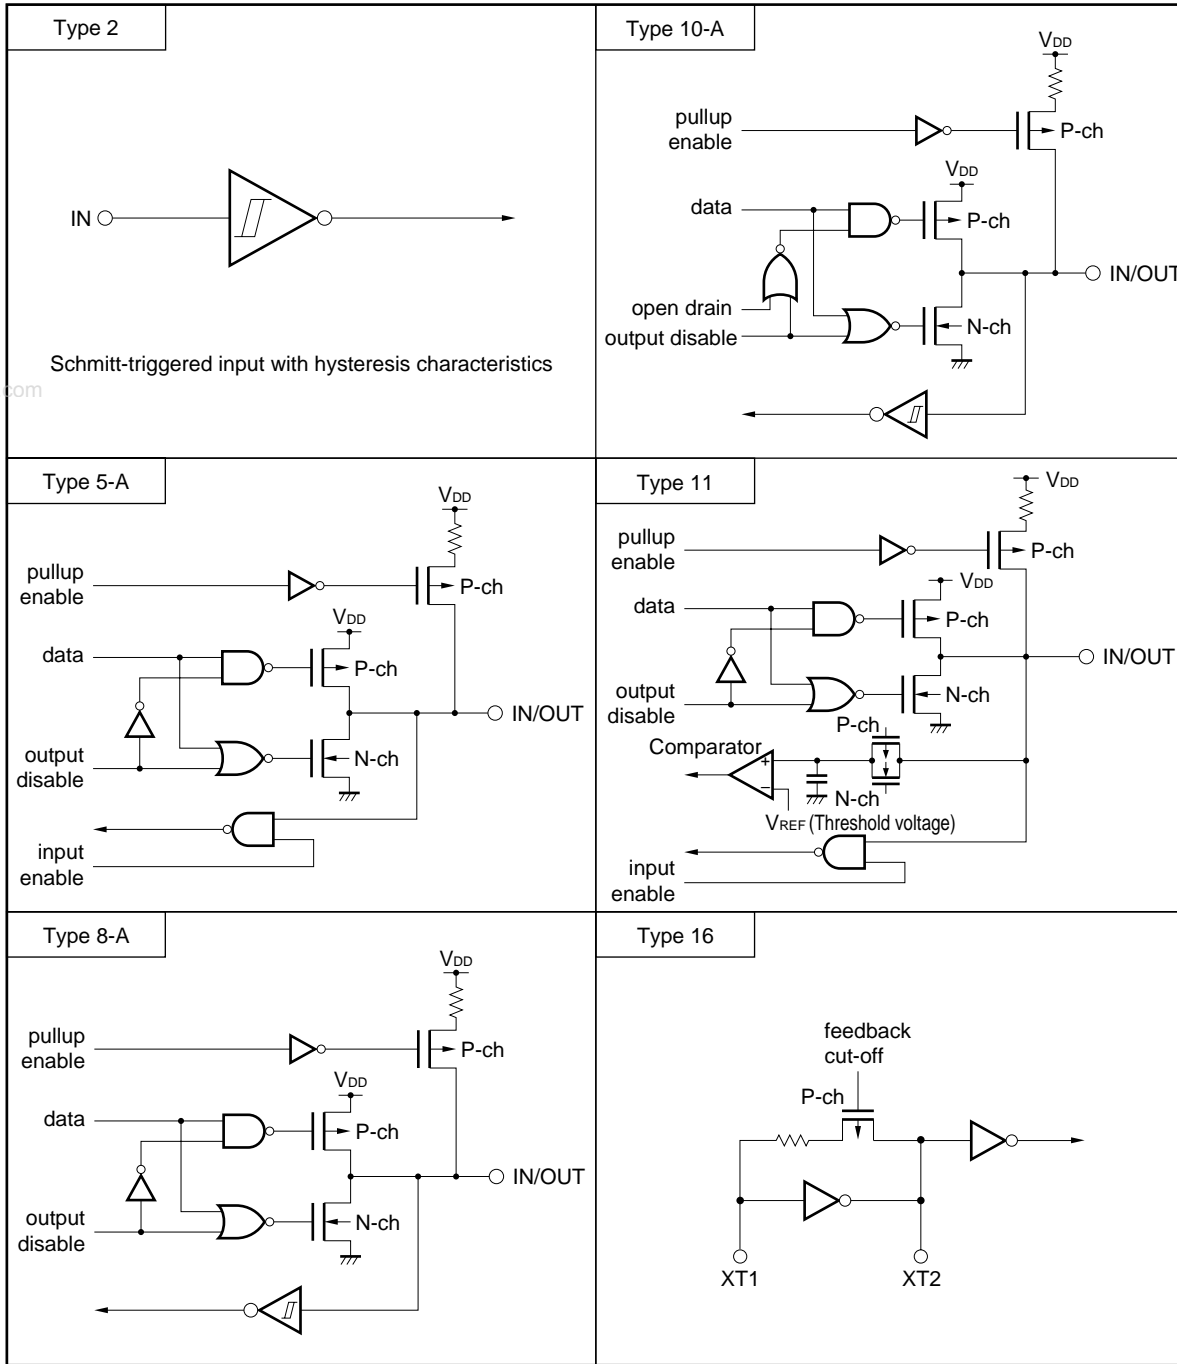 Type 2
IN
Schmitt-triggered input with hysteresis characteristics
com
Type 10-A
VDD
pullup
enable
P-ch
VDD
data
P-ch
IN/OUT
open drain
output disable
N-ch
Type 5-A
VDD
pullup
enable
P-ch
VDD
data
P-ch
IN/OUT
output
disable
N-ch
input
enable
Type 11
VDD
pullup
enable
P-ch
VDD
data
P-ch
IN/OUT
output
disable
N-ch
P-ch
Comparator
+
−
N-ch
VREF (Threshold voltage)
input
enable
Type 8-A
VDD
pullup
enable
P-ch
VDD
data
P-ch
IN/OUT
output
disable
N-ch
Type 16
feedback
cut-off
P-ch
XT1
XT2